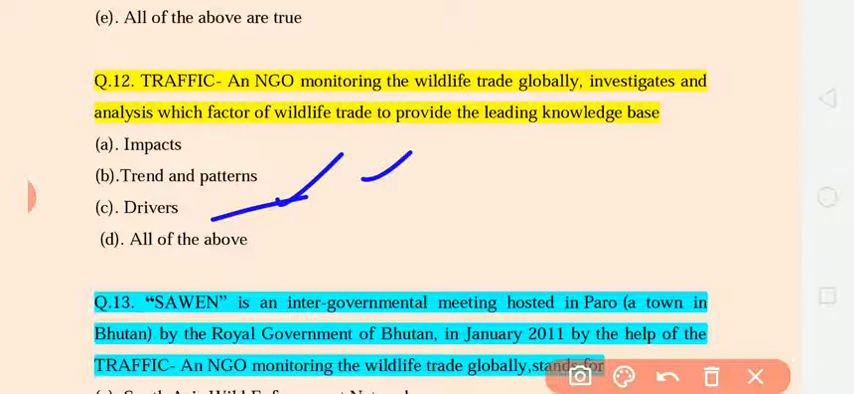 (e). All of the above are true
Q.12. TRAFFIC- An NGO monitoring the wildlife trade globally, investigates and
analysis which factor of wildlife trade to provide the leading knowledge base
(a). Impacts
(b).Trend and patterns
(c). Drivers
(d). All of the above
Q.13. “SAWEN” is an inter-governmental meeting hosted in Paro (a town in
Bhutan) by the Royal Government of Bhutan, in January 2011 by the help of the
TRAFFIC- An NGO monitoring the wildlife trade globally,stands for